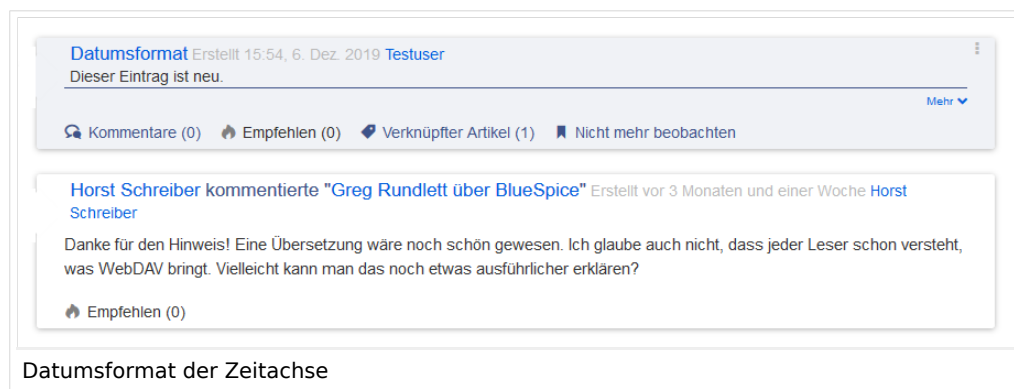 Datumsformat Erstellt 15:54, 6. Dez. 2019 Testuser
Dieser Eintrag ist neu.
Mehr
Kommentare (0) Empfehlen (0) Verknüpfter Artikel (1) Nicht mehr beobachten
Horst Schreiber kommentierte "Greg Rundlett über BlueSpice" Erstellt vor 3 Monaten und einer Woche Horst
Schreiber
Danke für den Hinweis! Eine Übersetzung wäre noch schön gewesen. Ich glaube auch nicht, dass jeder Leser schon versteht,
was WebDAV bringt. Vielleicht kann man das noch etwas ausführlicher erklären?
Empfehlen (0)
Datumsformat der Zeitachse